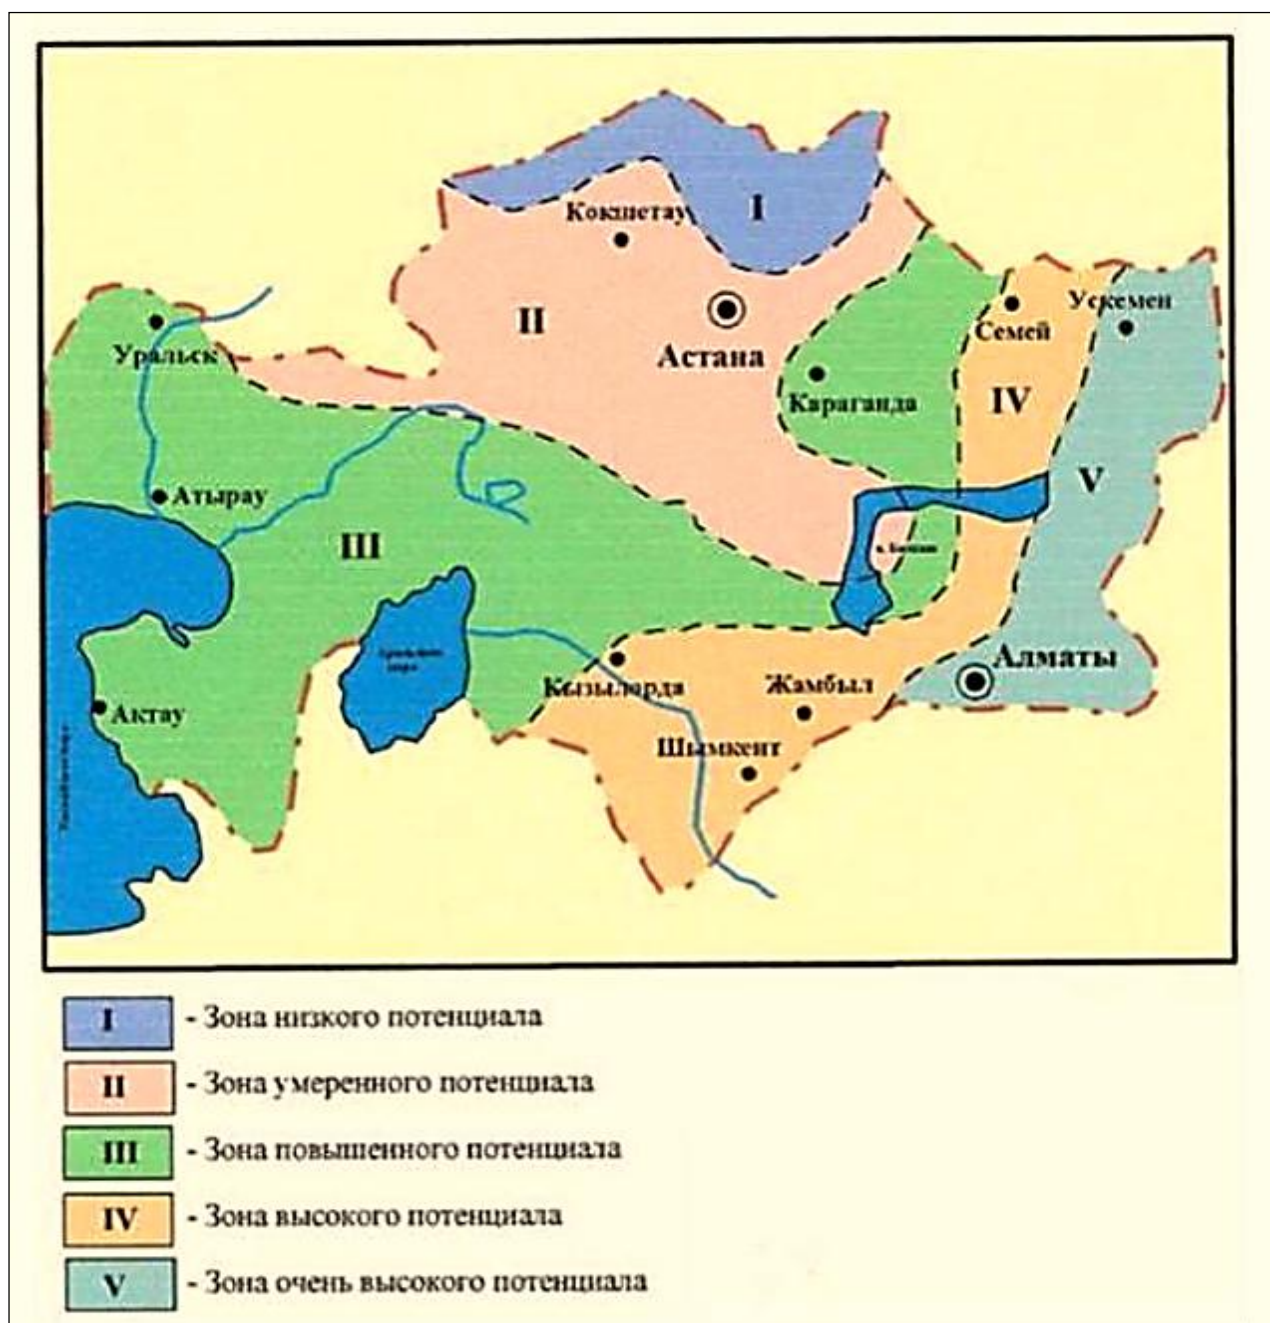 I
Кокшетау
II
Астана
Уральск
Караганда
Семей
Ускемен
IV
V
Атырау
III
Кызылорда
Жамбыл
Алматы
Актау
Шымкент
I - Зона низкого потенциала
II - Зона умеренного потенциала
III - Зона повышенного потенциала
IV - Зона высокого потенциала
V - Зона очень высокого потенциала